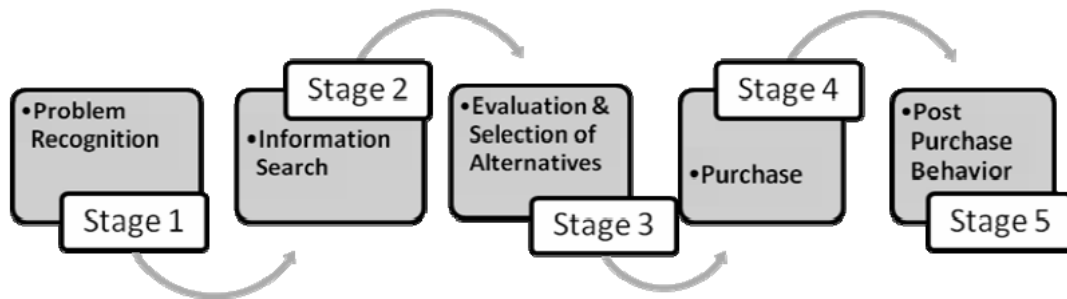 •Problem
Recognition
Stage 1
Stage 2
•Information
Search
•Evaluation &
Selection of
Alternatives
Stage 3
Stage 4
•Purchase
•Post
Purchase
Behavior
Stage 5